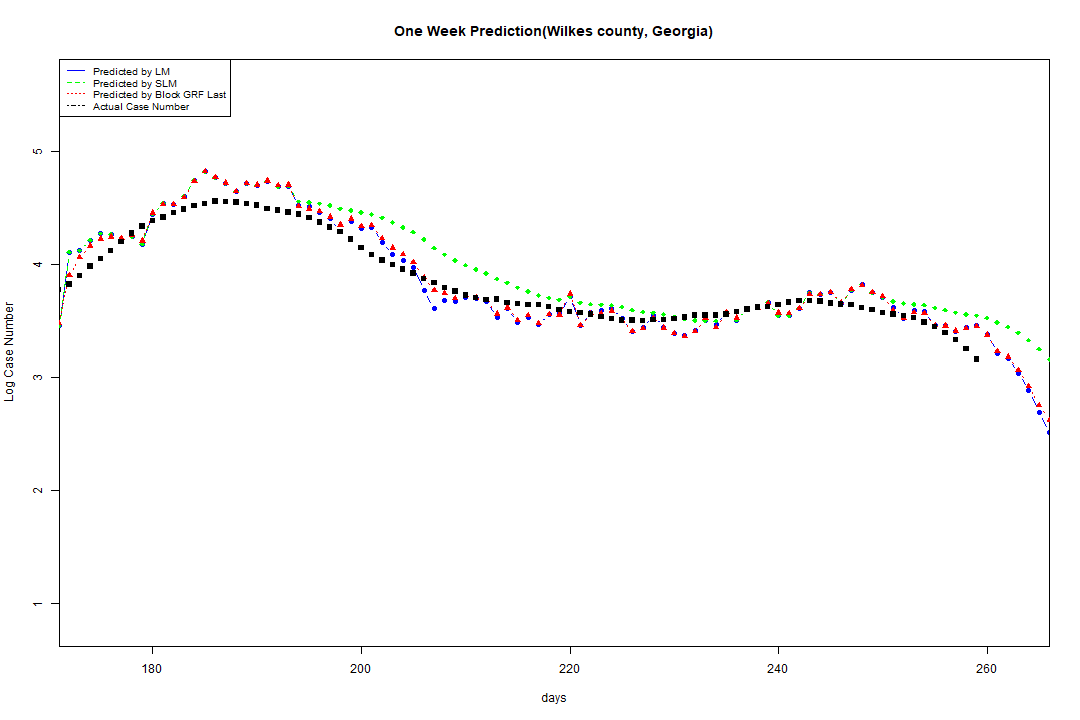 One Week Prediction(Wilkes county, Georgia)
Predicted by LM
Predicted by SLM
Predicted by Block GRF Last
Actual Case Number
5
4
3
2
1
Log Case Number
180 200 220 240 260
days